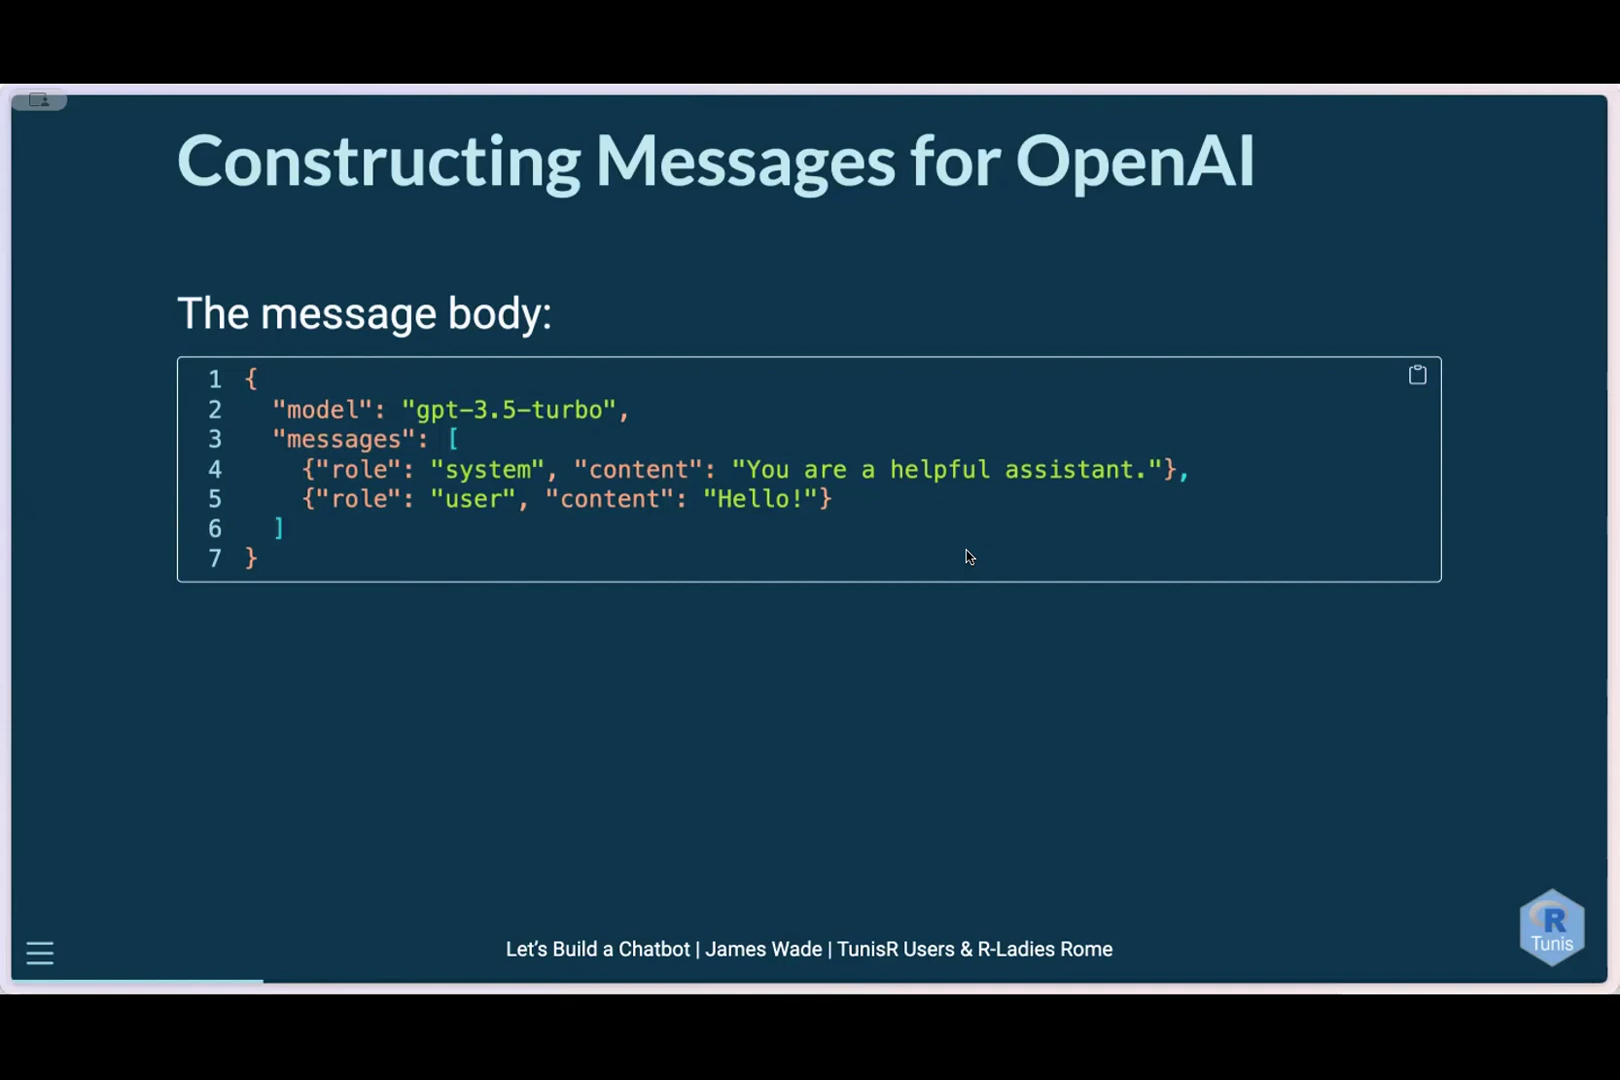 Constructing Messages for OpenAI
The message body:
1 {
2   "model": "gpt-3.5-turbo",
3   "messages": [
4     {"role": "system", "content": "You are a helpful assistant."},
5     {"role": "user", "content": "Hello!"}
6   ]
7 }
Let's Build a Chatbot | James Wade | TunisR Users & R-Ladies Rome
R
Tunis